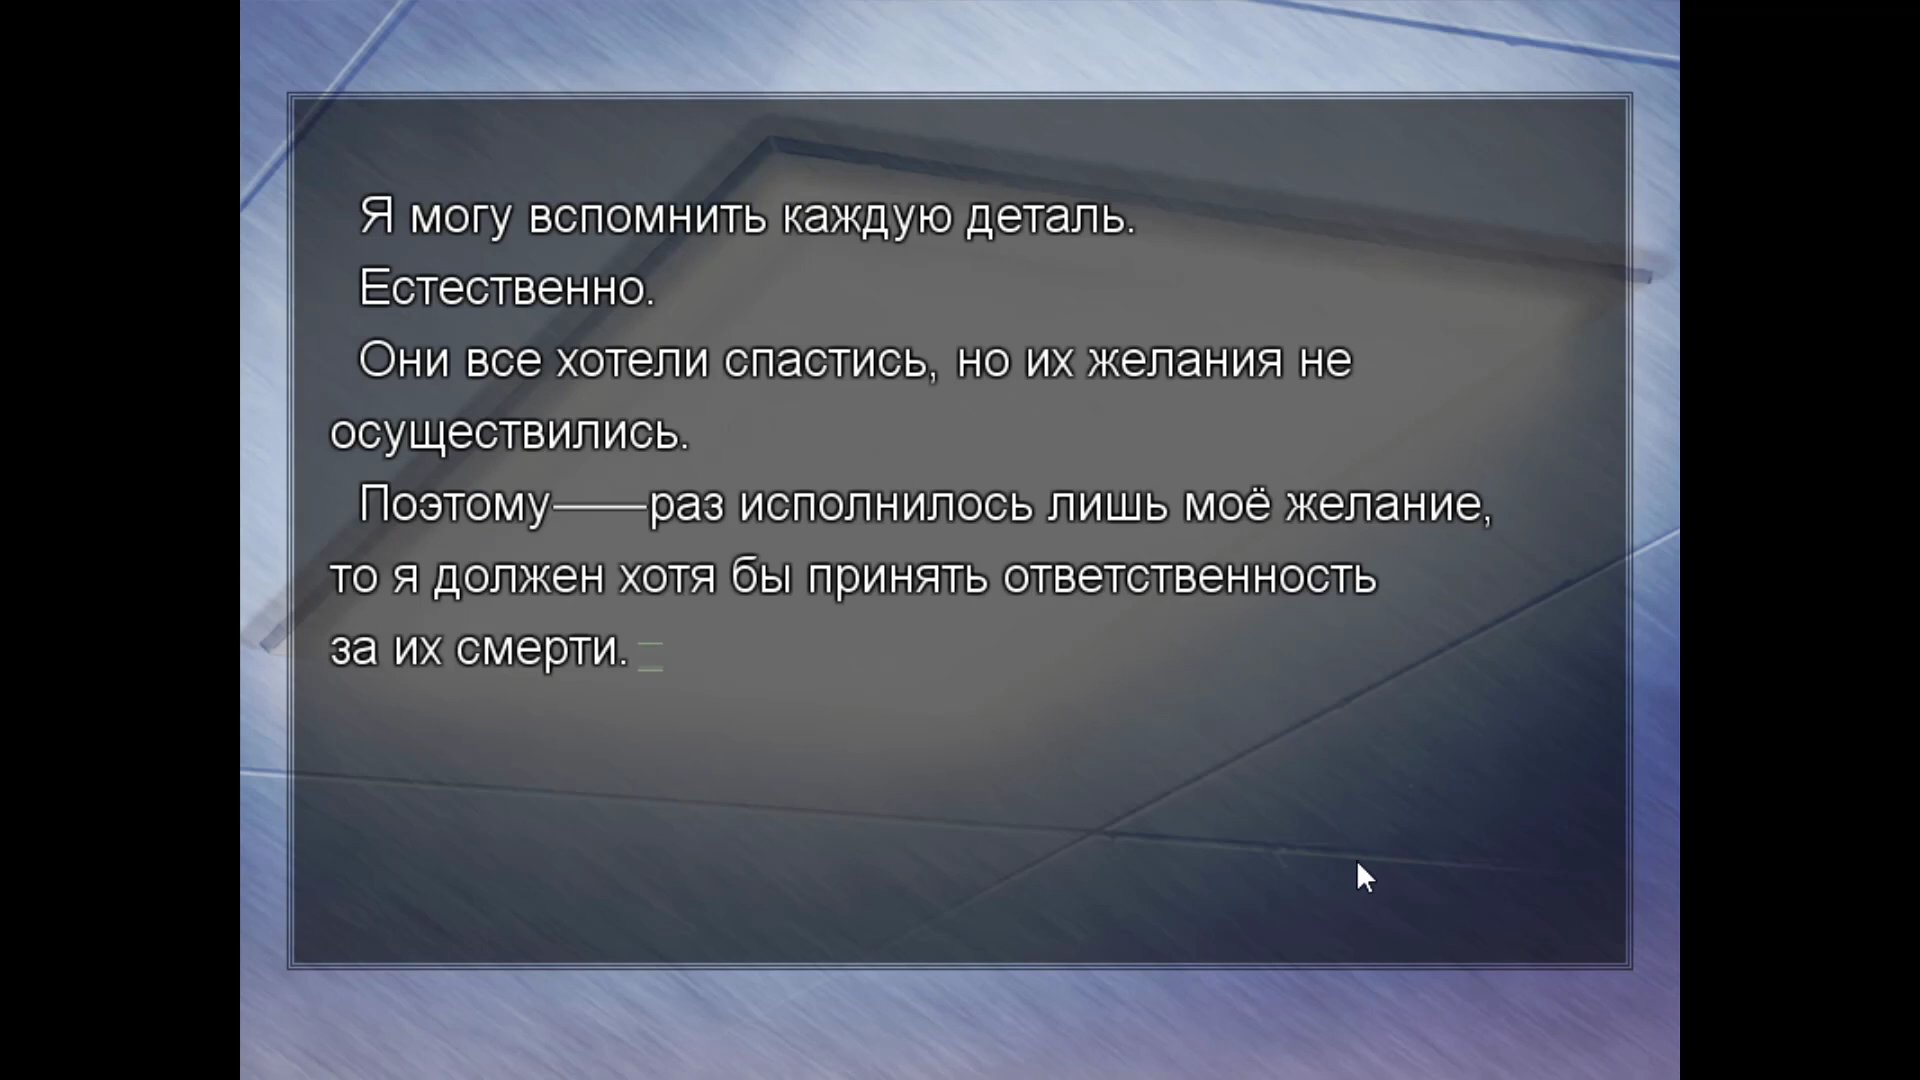 Я могу вспомнить каждую деталь.
Естественно.
Они все хотели спастись, но их желания не
осуществились.
Поэтому——раз исполнилось лишь моё желание,
то я должен хотя бы принять ответственность
за их смерти.